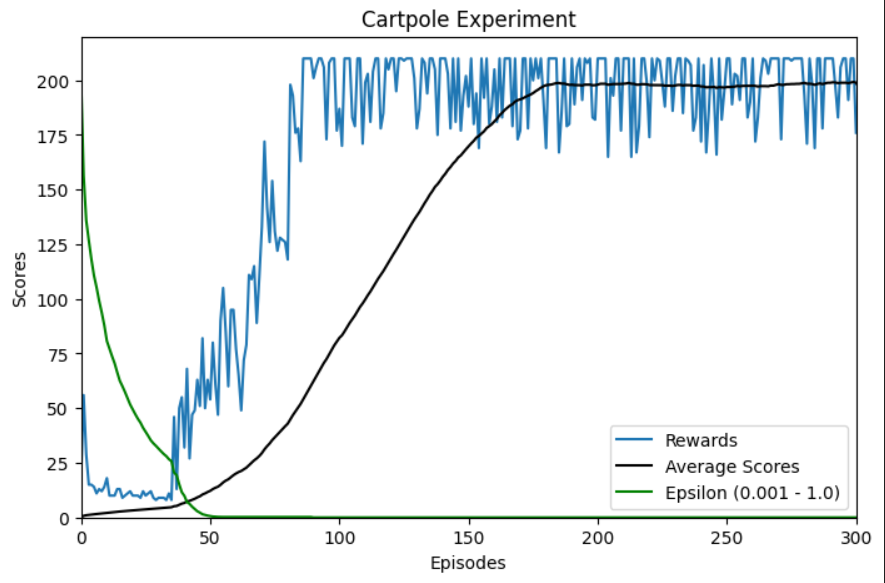 Cartpole Experiment
200
175
150
125
100
75
50
25
0
Scores
0 50 100 150 200 250 300
Episodes
Rewards
Average Scores
Epsilon (0.001 - 1.0)